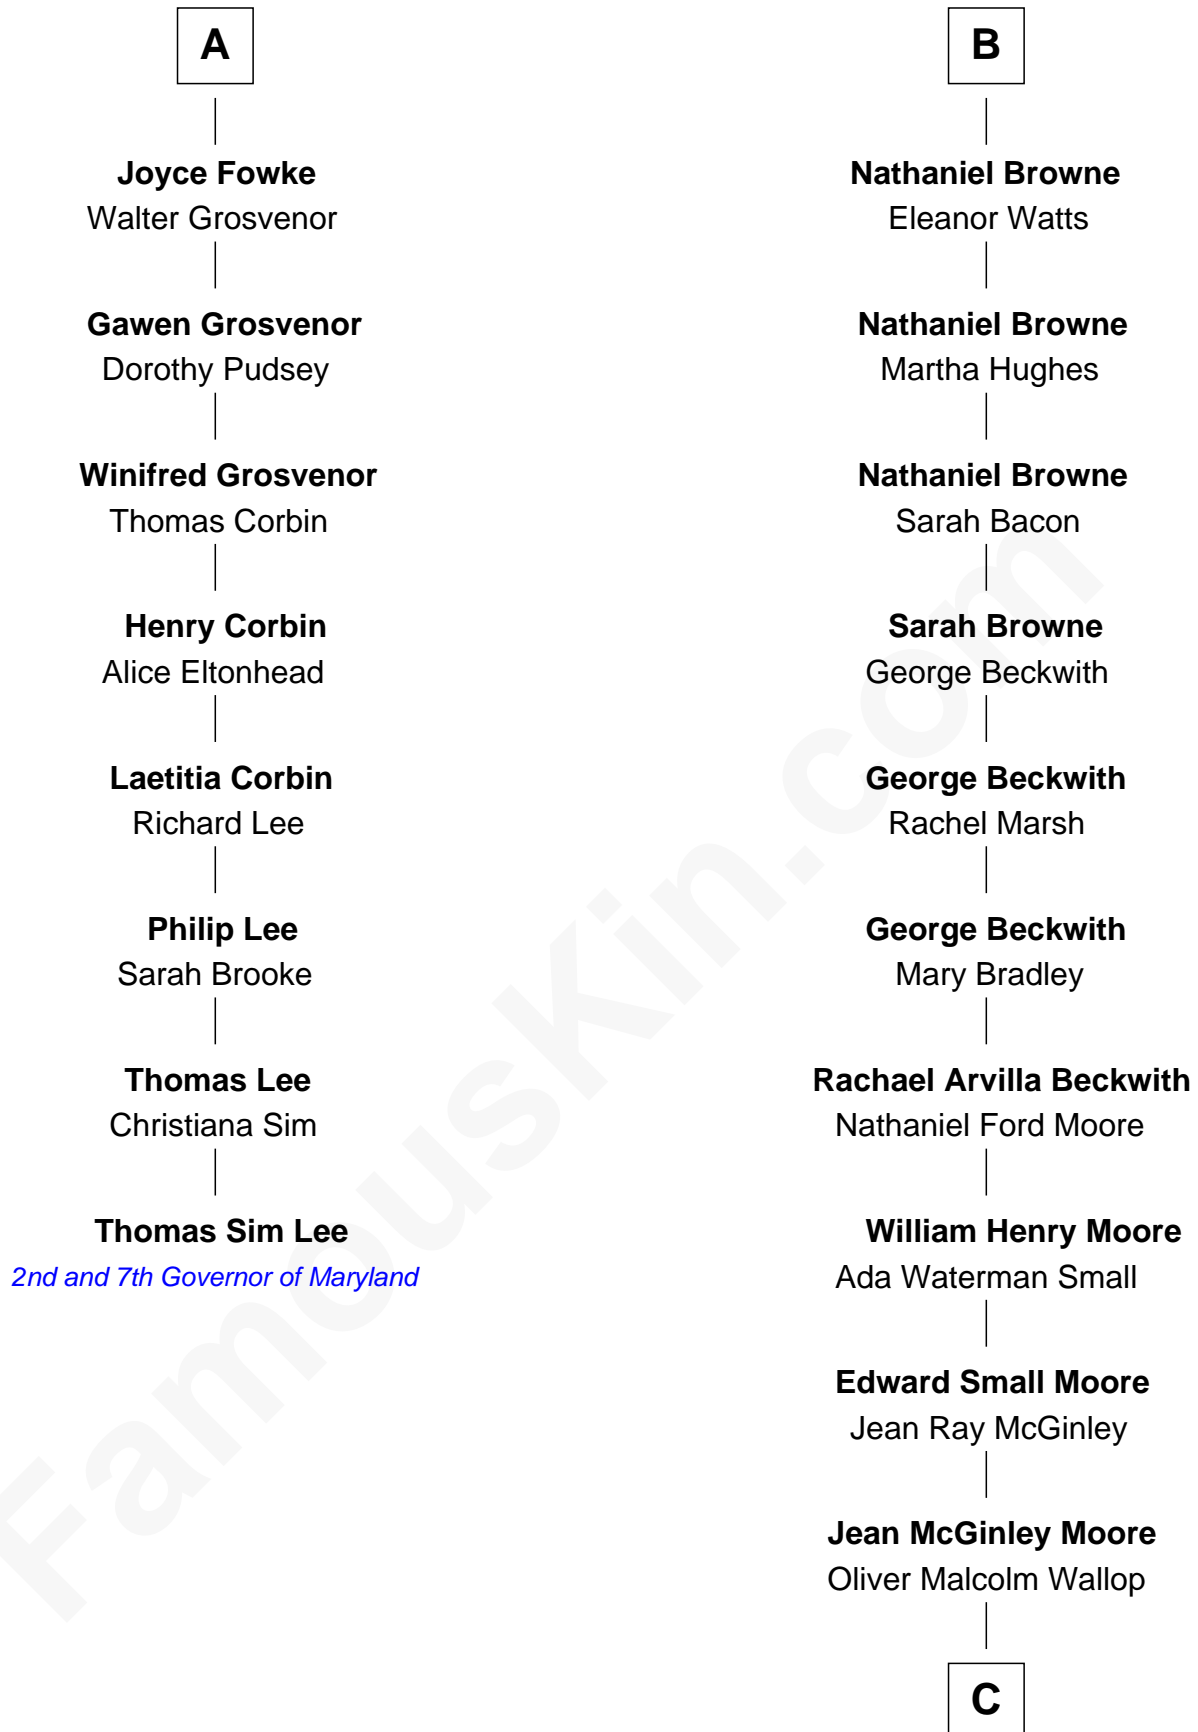 A
Joyce Fowke
Walter Grosvenor
Gawen Grosvenor
Dorothy Pudsey
Winifred Grosvenor
Thomas Corbin
Henry Corbin
Alice Eltonhead
Laetitia Corbin
Richard Lee
Philip Lee
Sarah Brooke
Thomas Lee
Christiana Sim
Thomas Sim Lee
2nd and 7th Governor of Maryland
B
Nathaniel Browne
Eleanor Watts
Nathaniel Browne
Martha Hughes
Nathaniel Browne
Sarah Bacon
Sarah Browne
George Beckwith
George Beckwith
Rachel Marsh
George Beckwith
Mary Bradley
Rachael Arvilla Beckwith
Nathaniel Ford Moore
William Henry Moore
Ada Waterman Small
Edward Small Moore
Jean Ray McGinley
Jean McGinley Moore
Oliver Malcolm Wallop
C
FamousKin.com